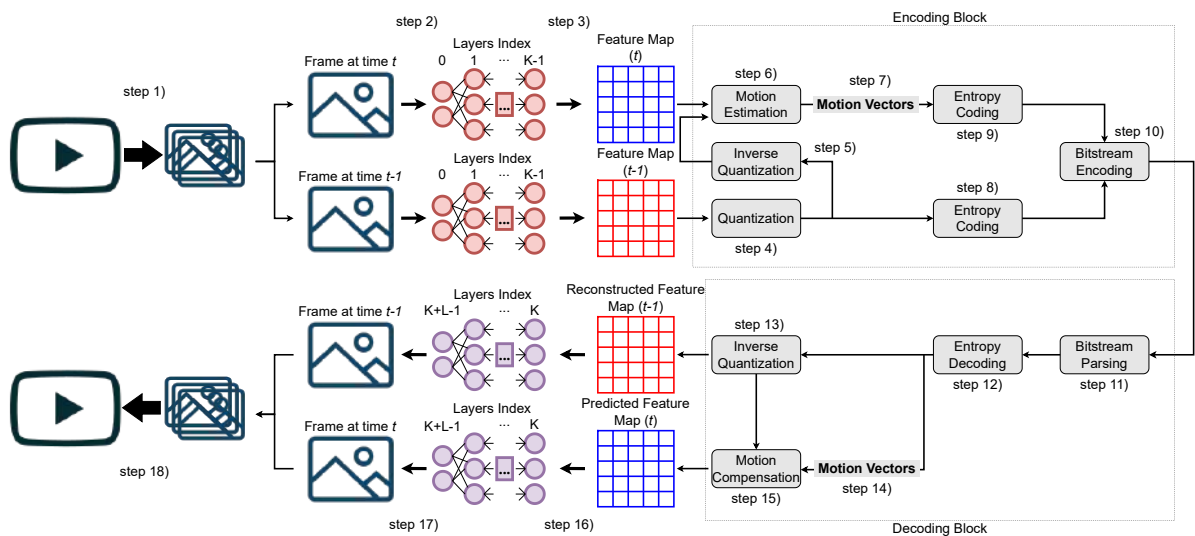 Encoding Block
step 1)
step 2)
step 3)
Frame at time t
Layers Index
0 1 ... K-1
...
Feature Map
(t)
step 6)
Motion
Estimation
step 7)
Motion Vectors
Entropy
Coding
step 9)
step 10)
Bitstream
Encoding
Inverse
Quantization
step 5)
Frame at time t-1
Layers Index
0 1 ... K-1
...
Feature Map
(t-1)
Quantization
step 4)
step 8)
Entropy
Coding
Frame at time t-1
Layers Index
K+L-1 ... K
...
Reconstructed Feature
Map (t-1)
step 13)
Inverse
Quantization
Entropy
Decoding
step 12)
Bitstream
Parsing
step 11)
Frame at time t
Layers Index
K+L-1 ... K
...
Predicted Feature
Map (t)
Motion
Compensation
step 15)
Motion Vectors
step 14)
step 18)
step 17)
step 16)
Decoding Block